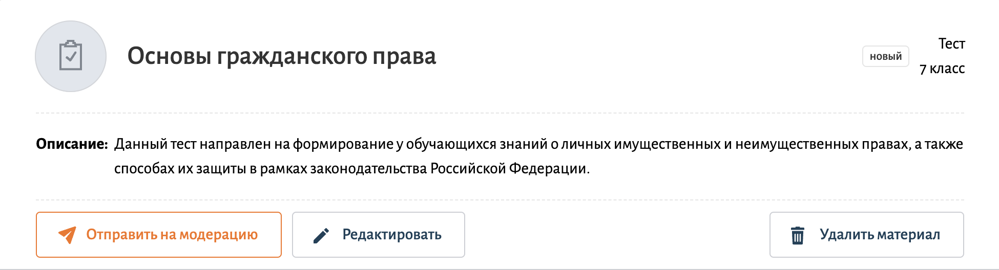 Основы гражданского права
новый
Тест
7 класс
Описание: Данный тест направлен на формирование у обучающихся знаний о личных имущественных и неимущественных правах, а также
способах их защиты в рамках законодательства Российской Федерации.
Отправить на модерацию
Редактировать
Удалить материал